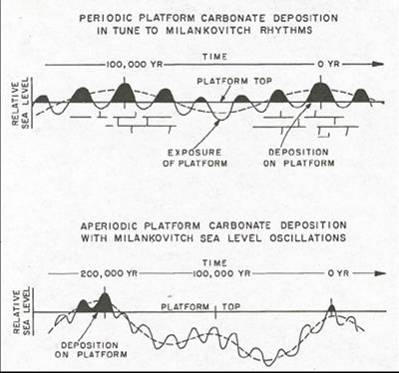 PERIODIC PLATFORM CARBONATE DEPOSITION
IN TUNE TO MILANKOVITCH RHYTHMS
TIME
100,000 YR
0 YR
PLATFORM TOP
RELATIVE
SEA LEVEL
EXPOSURE
OF PLATFORM
DEPOSITION
ON PLATFORM
APERIODIC PLATFORM CARBONATE DEPOSITION
WITH MILANKOVITCH SEA LEVEL OSCILLATIONS
TIME
200,000 YR
100,000 YR
0 YR
PLATFORM TOP
RELATIVE
SEA LEVEL
DEPOSITION
ON PLATFORM